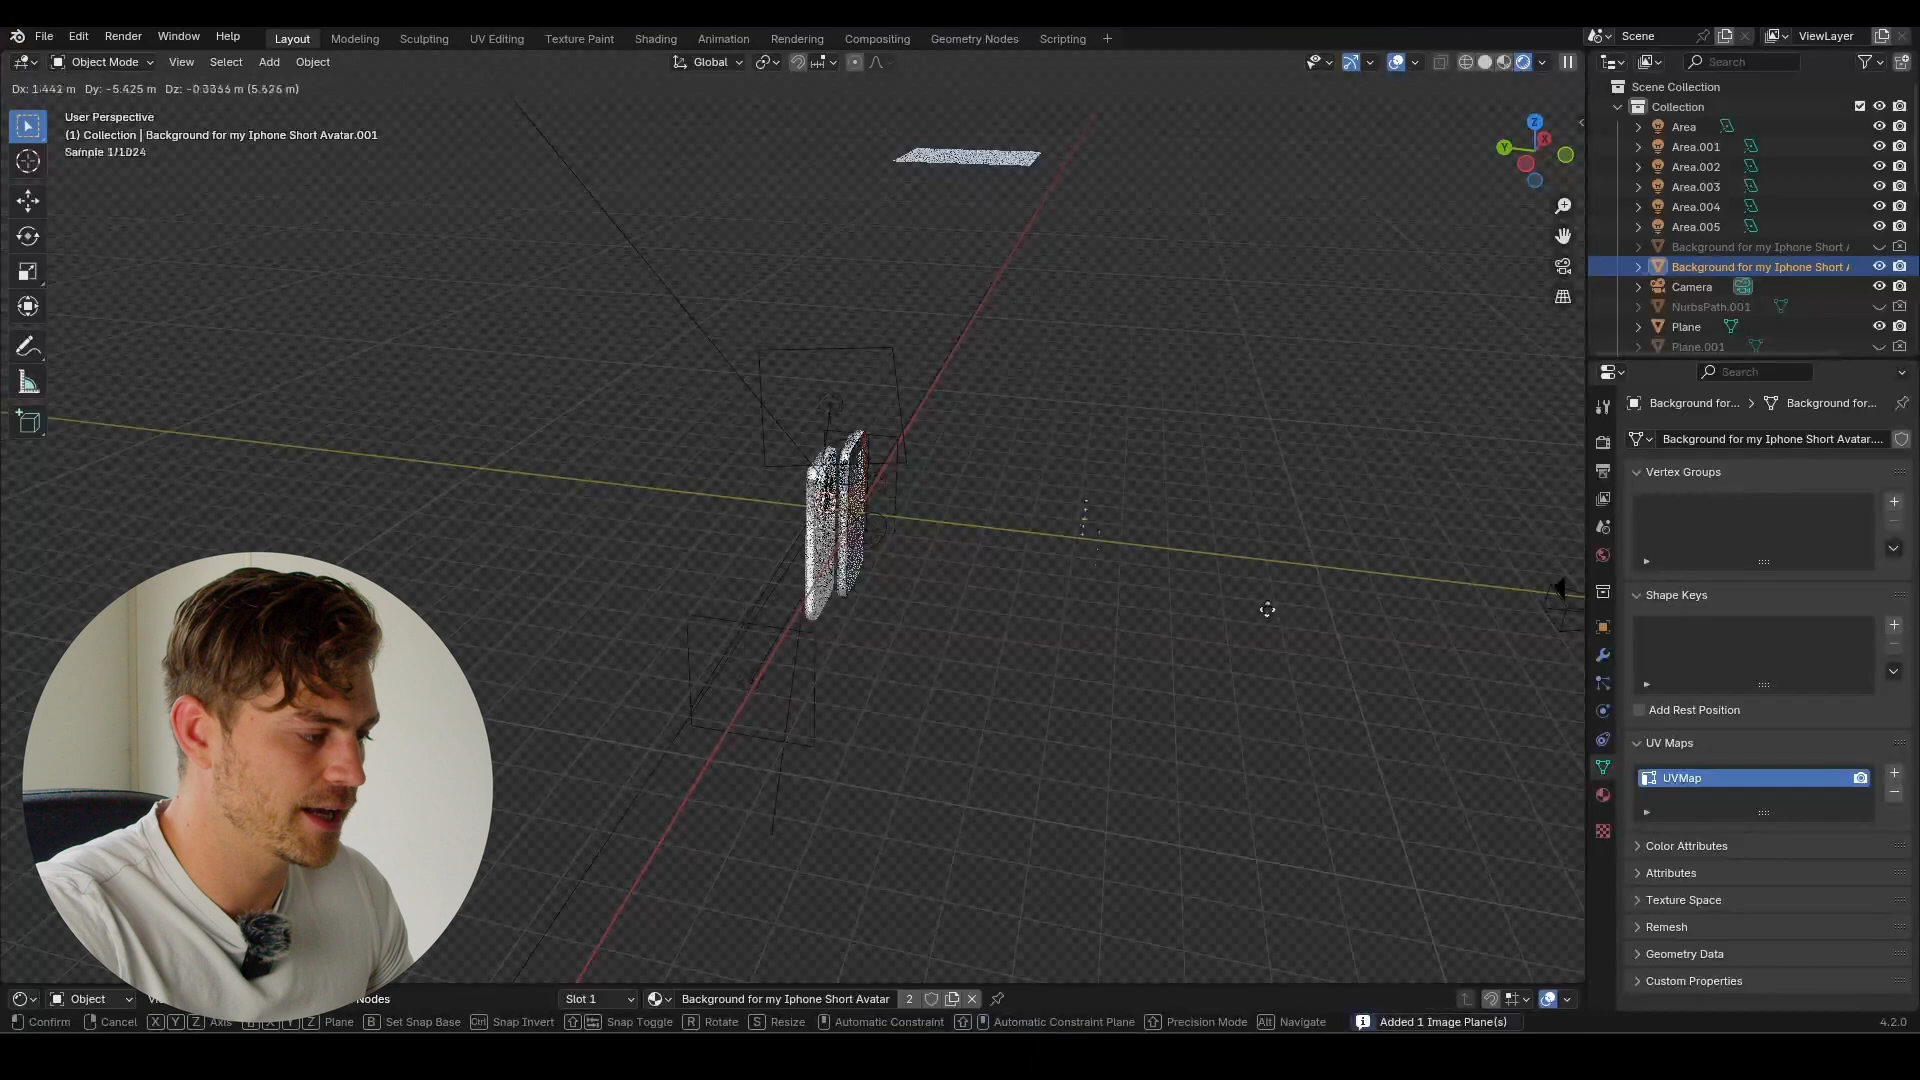 File Edit Render Window Help
Layout Modeling Sculpting UV Editing Texture Paint Shading Animation Rendering Compositing Geometry Nodes Scripting
Scene
ViewLayer
Object Mode View Select Add Object
Global
Search
Dx: 1.442 m Dy: -5.425 m Dz: -0.3366 m (5.626 m)
User Perspective
(1) Collection | Background for my Iphone Short Avatar.001
Sample 1/1024
Z
X
Y
Scene Collection
Collection
Area
Area.001
Area.002
Area.003
Area.004
Area.005
Background for my Iphone Short
Background for my Iphone Short
Camera
NurbsPath.001
Plane
Plane.001
Search
Background for... > Background for...
Background for my Iphone Short Avatar....
Vertex Groups
Shape Keys
Add Rest Position
UV Maps
UVMap
Color Attributes
Attributes
Texture Space
Remesh
Geometry Data
Custom Properties
Object
Nodes
Slot 1
Background for my Iphone Short Avatar
2
Confirm Cancel X Y Z Axis Z Plane B Set Snap Base Ctrl Snap Invert Snap Toggle R Rotate S Resize Automatic Constraint Automatic Constraint Plane Precision Mode Alt Navigate
Added 1 Image Plane(s)
4.2.0